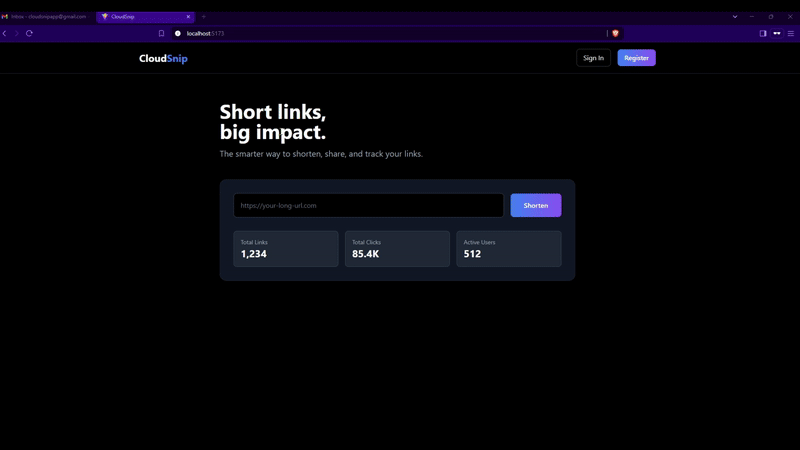 Inbox - cloudsnipapp@gmail.com
CloudSnip
localhost:5173
CloudSnip
Sign In
Register
Short links,
big impact.
The smarter way to shorten, share, and track your links.
https://your-long-url.com
Shorten
Total Links
1,234
Total Clicks
85.4K
Active Users
512